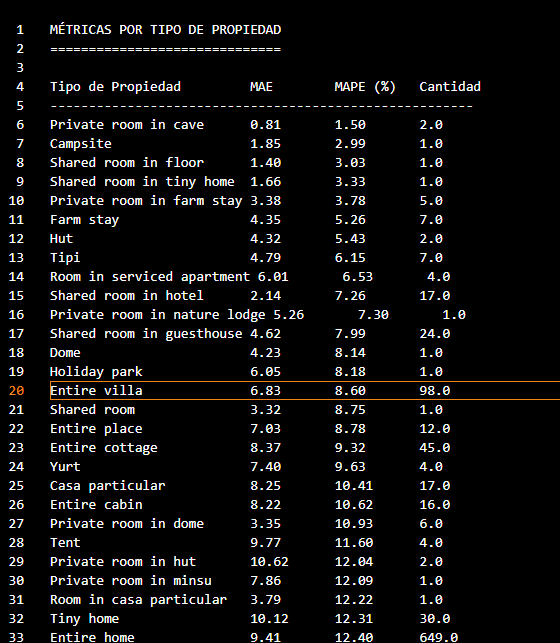 1 MÉTRICAS POR TIPO DE PROPIEDAD
2 ==============================
3
4 Tipo de Propiedad MAE MAPE (%) Cantidad
5 -------------------------------------------------------
6 Private room in cave 0.81 1.50 2.0
7 Campsite 1.85 2.99 1.0
8 Shared room in floor 1.40 3.03 1.0
9 Shared room in tiny home 1.66 3.33 1.0
10 Private room in farm stay 3.38 3.78 5.0
11 Farm stay 4.35 5.26 7.0
12 Hut 4.32 5.43 2.0
13 Tipi 4.79 6.15 7.0
14 Room in serviced apartment 6.01 6.53 4.0
15 Shared room in hotel 2.14 7.26 17.0
16 Private room in nature lodge 5.26 7.30 1.0
17 Shared room in guesthouse 4.62 7.99 24.0
18 Dome 4.23 8.14 1.0
19 Holiday park 6.05 8.18 1.0
20 Entire villa 6.83 8.60 98.0
21 Shared room 3.32 8.75 1.0
22 Entire place 7.03 8.78 12.0
23 Entire cottage 8.37 9.32 45.0
24 Yurt 7.40 9.63 4.0
25 Casa particular 8.25 10.41 17.0
26 Entire cabin 8.22 10.62 16.0
27 Private room in dome 3.35 10.93 6.0
28 Tent 9.77 11.60 4.0
29 Private room in hut 10.62 12.04 2.0
30 Private room in minsu 7.86 12.09 1.0
31 Room in casa particular 3.79 12.22 1.0
32 Tiny home 10.12 12.31 30.0
33 Entire home 9.41 12.40 649.0